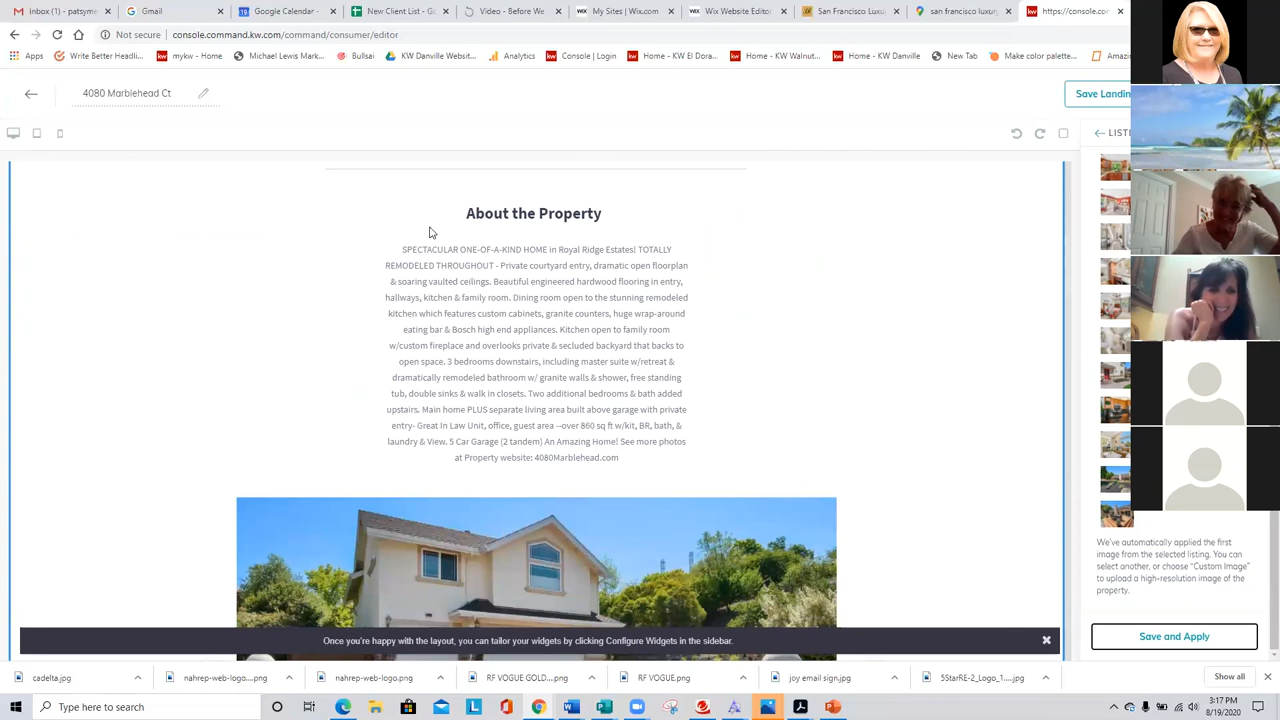 Inbox (1) - patsym
Google Calendar -
New Client List - G
Video - Before We
My Sites | Wix.com
Wix Website Editor
San Francisco Luxu
san francisco luxury
https://console.com
Not secure | console.command.kw.com/command/consumer/editor
Apps
Write Better Headli...
mykw - Home
Michael Lewis Mark...
Bullsai
KW Danville Websit...
Analytics
Console | Login
Home - KW El Dora...
Home - KW Walnut...
Home - KW Danville
New Tab
Make color palette...
Amazin
4080 Marblehead Ct
Save Landin
LISTI
About the Property
SPECTACULAR ONE-OF-A-KIND HOME in Royal Ridge Estates! TOTALLY
REMODELED THROUGHOUT - Private courtyard entry, dramatic open floorplan
& soaring vaulted ceilings. Beautiful engineered hardwood flooring in entry,
hallways, kitchen & family room. Dining room open to the stunning remodeled
kitchen which features custom cabinets, granite counters, huge wrap-around
eating bar & Bosch high end appliances. Kitchen open to family room
w/custom fireplace and overlooks private & secluded backyard that backs to
open space. 3 bedrooms downstairs, including master suite w/retreat &
dramatically remodeled bathroom w/ granite walls & shower, free standing
tub, double sinks & walk in closets. Two additional bedrooms & bath added
upstairs. Main home PLUS separate living area built above garage with private
entry- Great In Law Unit, office, guest area --over 860 sq ft w/kit, BR, bath, &
laundry & View. 5 Car Garage (2 tandem) An Amazing Home! See more photos
at Property website: 4080Marblehead.com
We've automatically applied the first
image from the selected listing. You can
select another, or choose "Custom Image"
to upload a high-resolution image of the
property.
Save and Apply
Once you're happy with the layout, you can tailor your widgets by clicking Configure Widgets in the sidebar.
cadelta.jpg
nahrep-web-logo....png
nahrep-web-logo.png
RF VOGUE GOLD....png
RF VOGUE.png
joy email sign.jpg
5StarRE-2_Logo_1....jpg
Show all
Type here to search
3:17 PM
8/19/2020